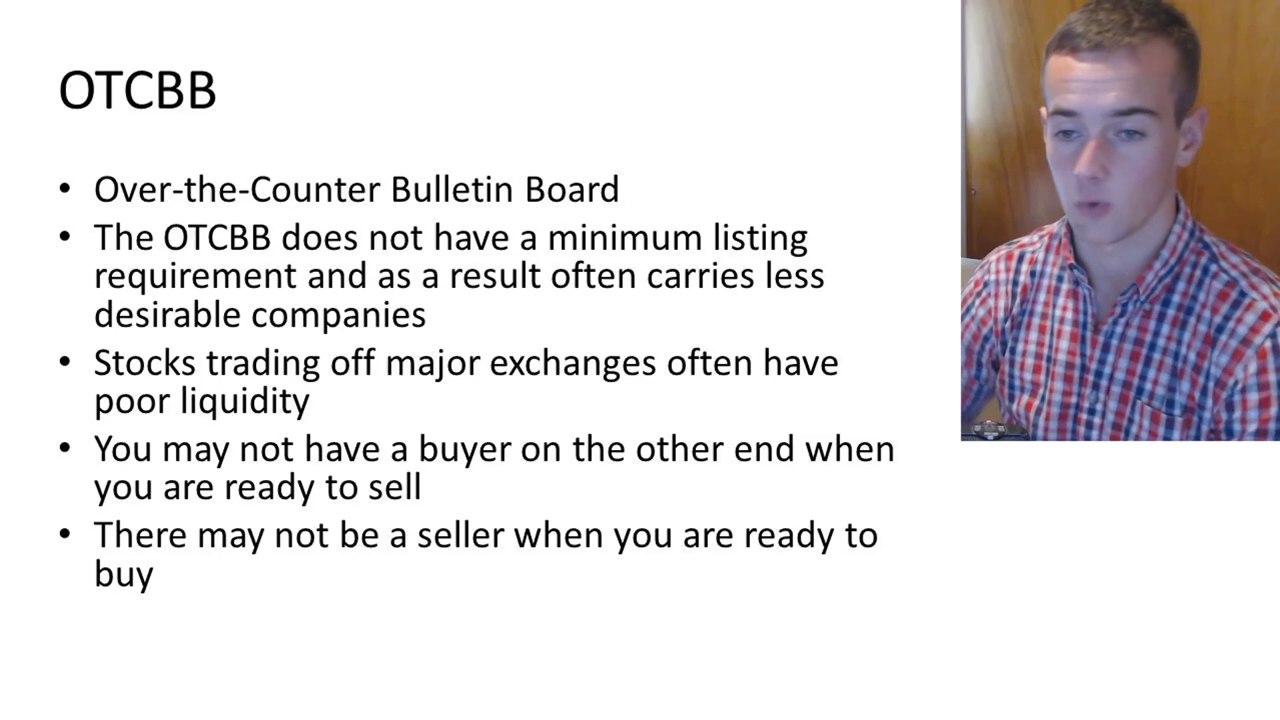 OTCBB
• Over-the-Counter Bulletin Board
• The OTCBB does not have a minimum listing
requirement and as a result often carries less
desirable companies
• Stocks trading off major exchanges often have
poor liquidity
• You may not have a buyer on the other end when
you are ready to sell
• There may not be a seller when you are ready to
buy